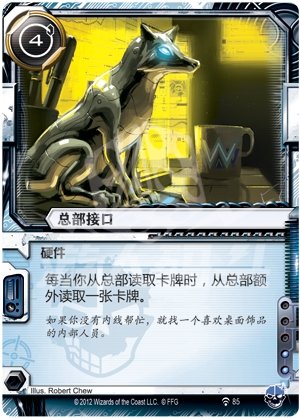 4
W
总部接口
硬件
每当你从总部读取卡牌时，从总部额
外读取一张卡牌。
如果你没有内线帮忙，就找一个喜欢桌面饰品
的内部人员。
Illus. Robert Chew
© 2012 Wizards of the Coast LLC. © FFG
85